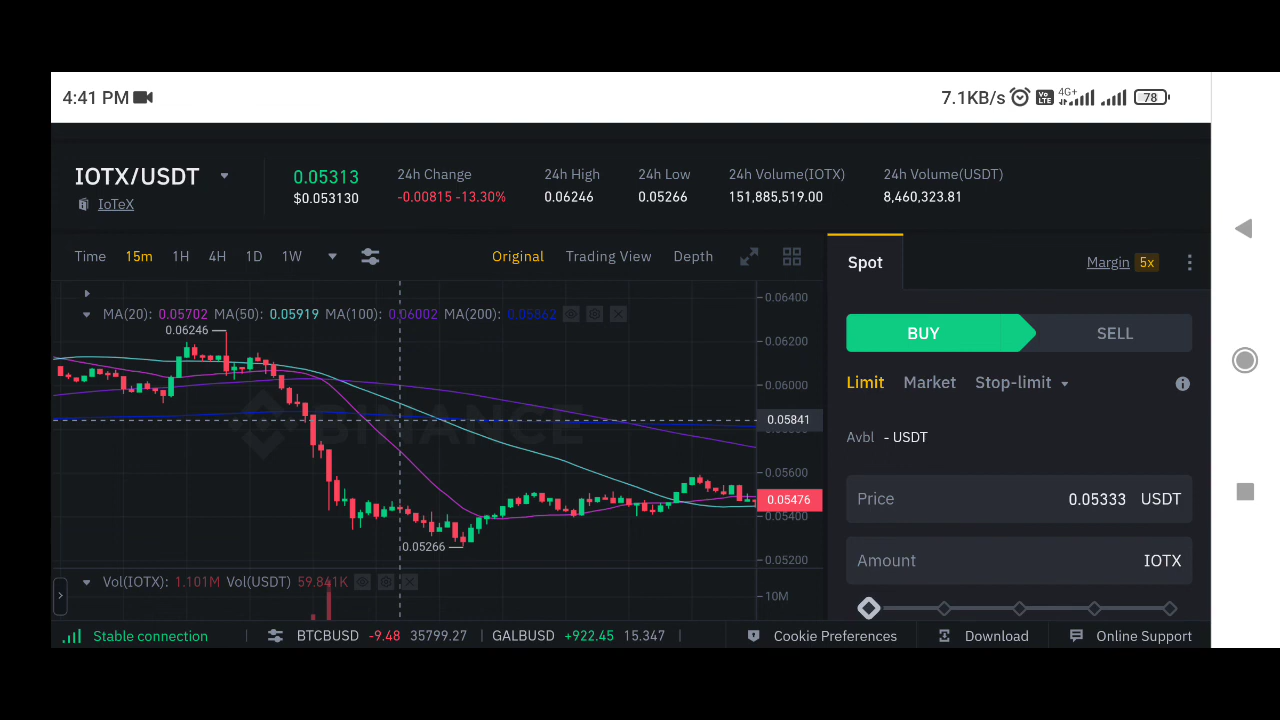 4:41 PM 7.1KB/s Vo LTE 4G+ 78
IOTX/USDT 0.05313 24h Change 24h High 24h Low 24h Volume(IOTX) 24h Volume(USDT)
IoTeX $0.053130 -0.00815 -13.30% 0.06246 0.05266 151,885,519.00 8,460,323.81
Time 15m 1H 4H 1D 1W Original Trading View Depth
Spot Margin 5x
0.06400
MA(20): 0.05702 MA(50): 0.05919 MA(100): 0.06002 MA(200): 0.05862
0.06246
0.06200
0.06000
0.05841
0.05600
0.05476
0.05400
0.05266
0.05200
BINANCE
Vol(IOTX): 1.101M Vol(USDT) 59.841K
10M
BUY SELL
Limit Market Stop-limit
Avbl - USDT
Price 0.05333 USDT
Amount IOTX
Stable connection BTCBUSD -9.48 35799.27 GALBUSD +922.45 15.347 Cookie Preferences Download Online Support